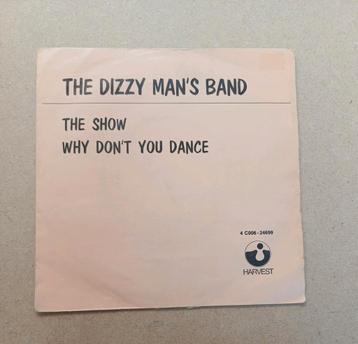 THE DIZZY MAN'S BAND
THE SHOW
WHY DON'T YOU DANCE
4 C006-24699
HARVEST